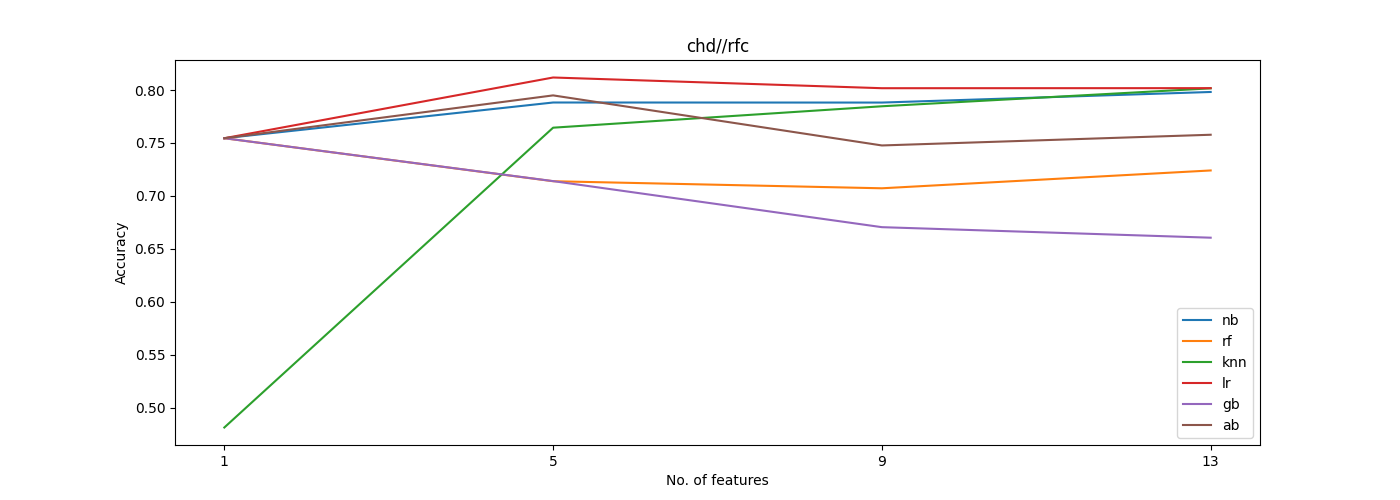 chd//rfc
Accuracy
0.80
0.75
0.70
0.65
0.60
0.55
0.50
1 5 9 13
No. of features
nb
rf
knn
lr
gb
ab